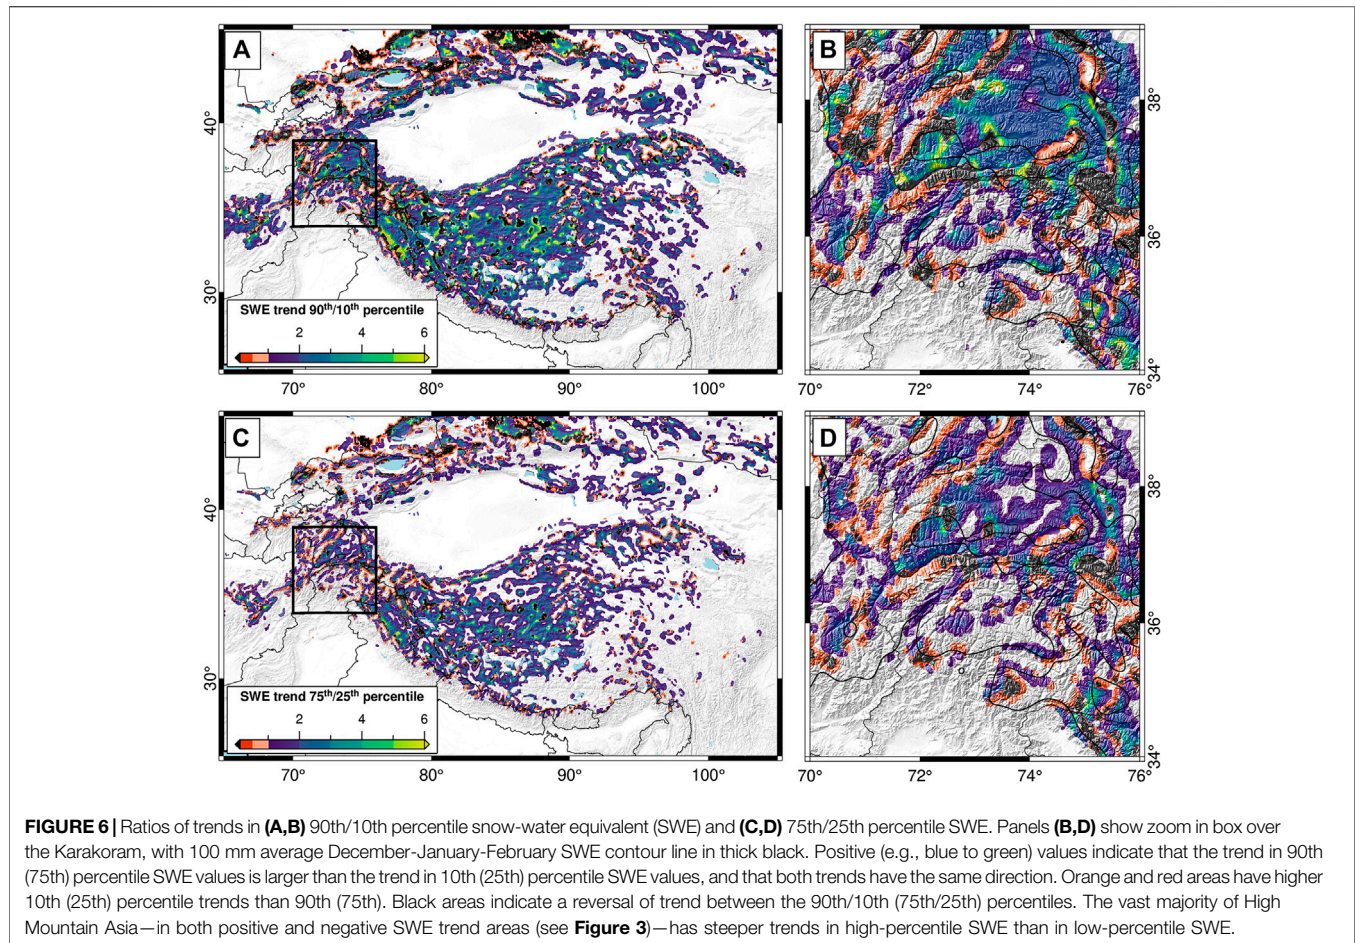 A
B
40°
30°
38°
36°
34°
SWE trend 90th/10th percentile
2 4 6
70° 80° 90° 100°
70° 72° 74° 76°
C
D
40°
30°
38°
36°
34°
SWE trend 75th/25th percentile
2 4 6
70° 80° 90° 100°
70° 72° 74° 76°
FIGURE 6 | Ratios of trends in (A,B) 90th/10th percentile snow-water equivalent (SWE) and (C,D) 75th/25th percentile SWE. Panels (B,D) show zoom in box over
the Karakoram, with 100 mm average December-January-February SWE contour line in thick black. Positive (e.g., blue to green) values indicate that the trend in 90th
(75th) percentile SWE values is larger than the trend in 10th (25th) percentile SWE values, and that both trends have the same direction. Orange and red areas have higher
10th (25th) percentile trends than 90th (75th). Black areas indicate a reversal of trend between the 90th/10th (75th/25th) percentiles. The vast majority of High
Mountain Asia—in both positive and negative SWE trend areas (see Figure 3)—has steeper trends in high-percentile SWE than in low-percentile SWE.